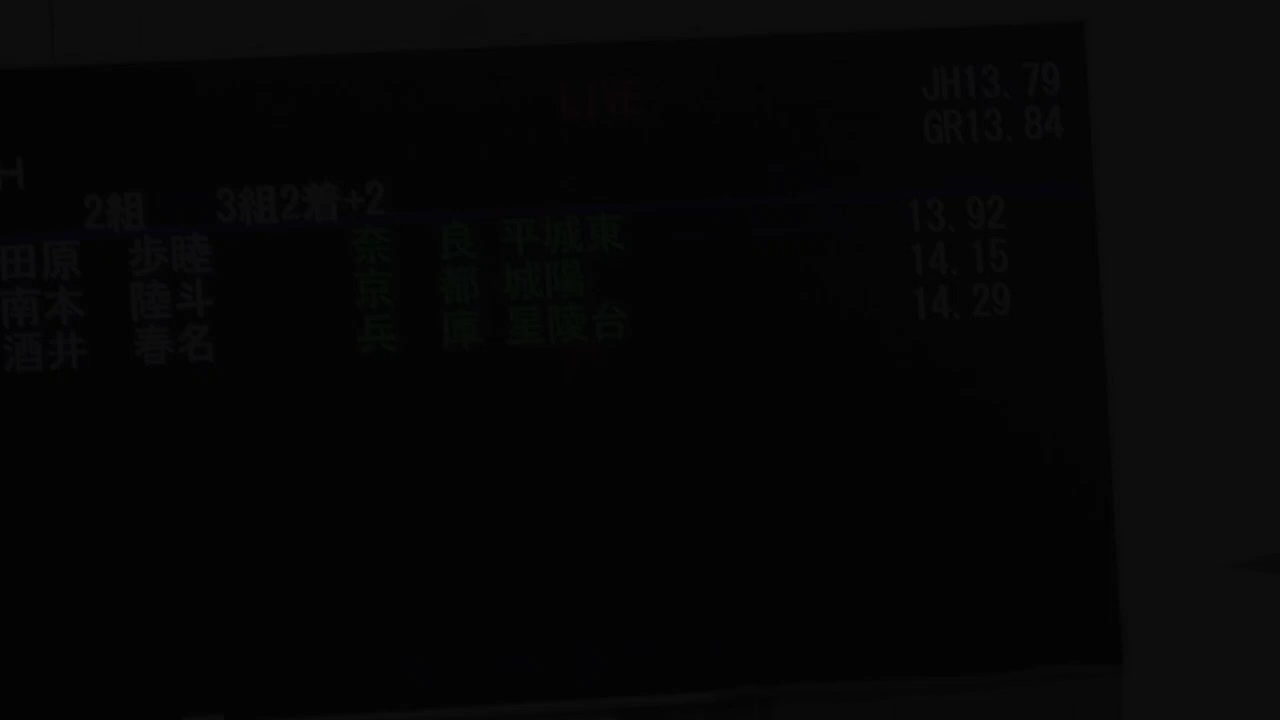 LIVE
JH13.79
GR13.84
H
2組 3組2着+2
田原 歩睦 奈良 平城東 13.92
南本 陸斗 京都 城陽 14.15
酒井 春名 兵庫 星陵台 14.29